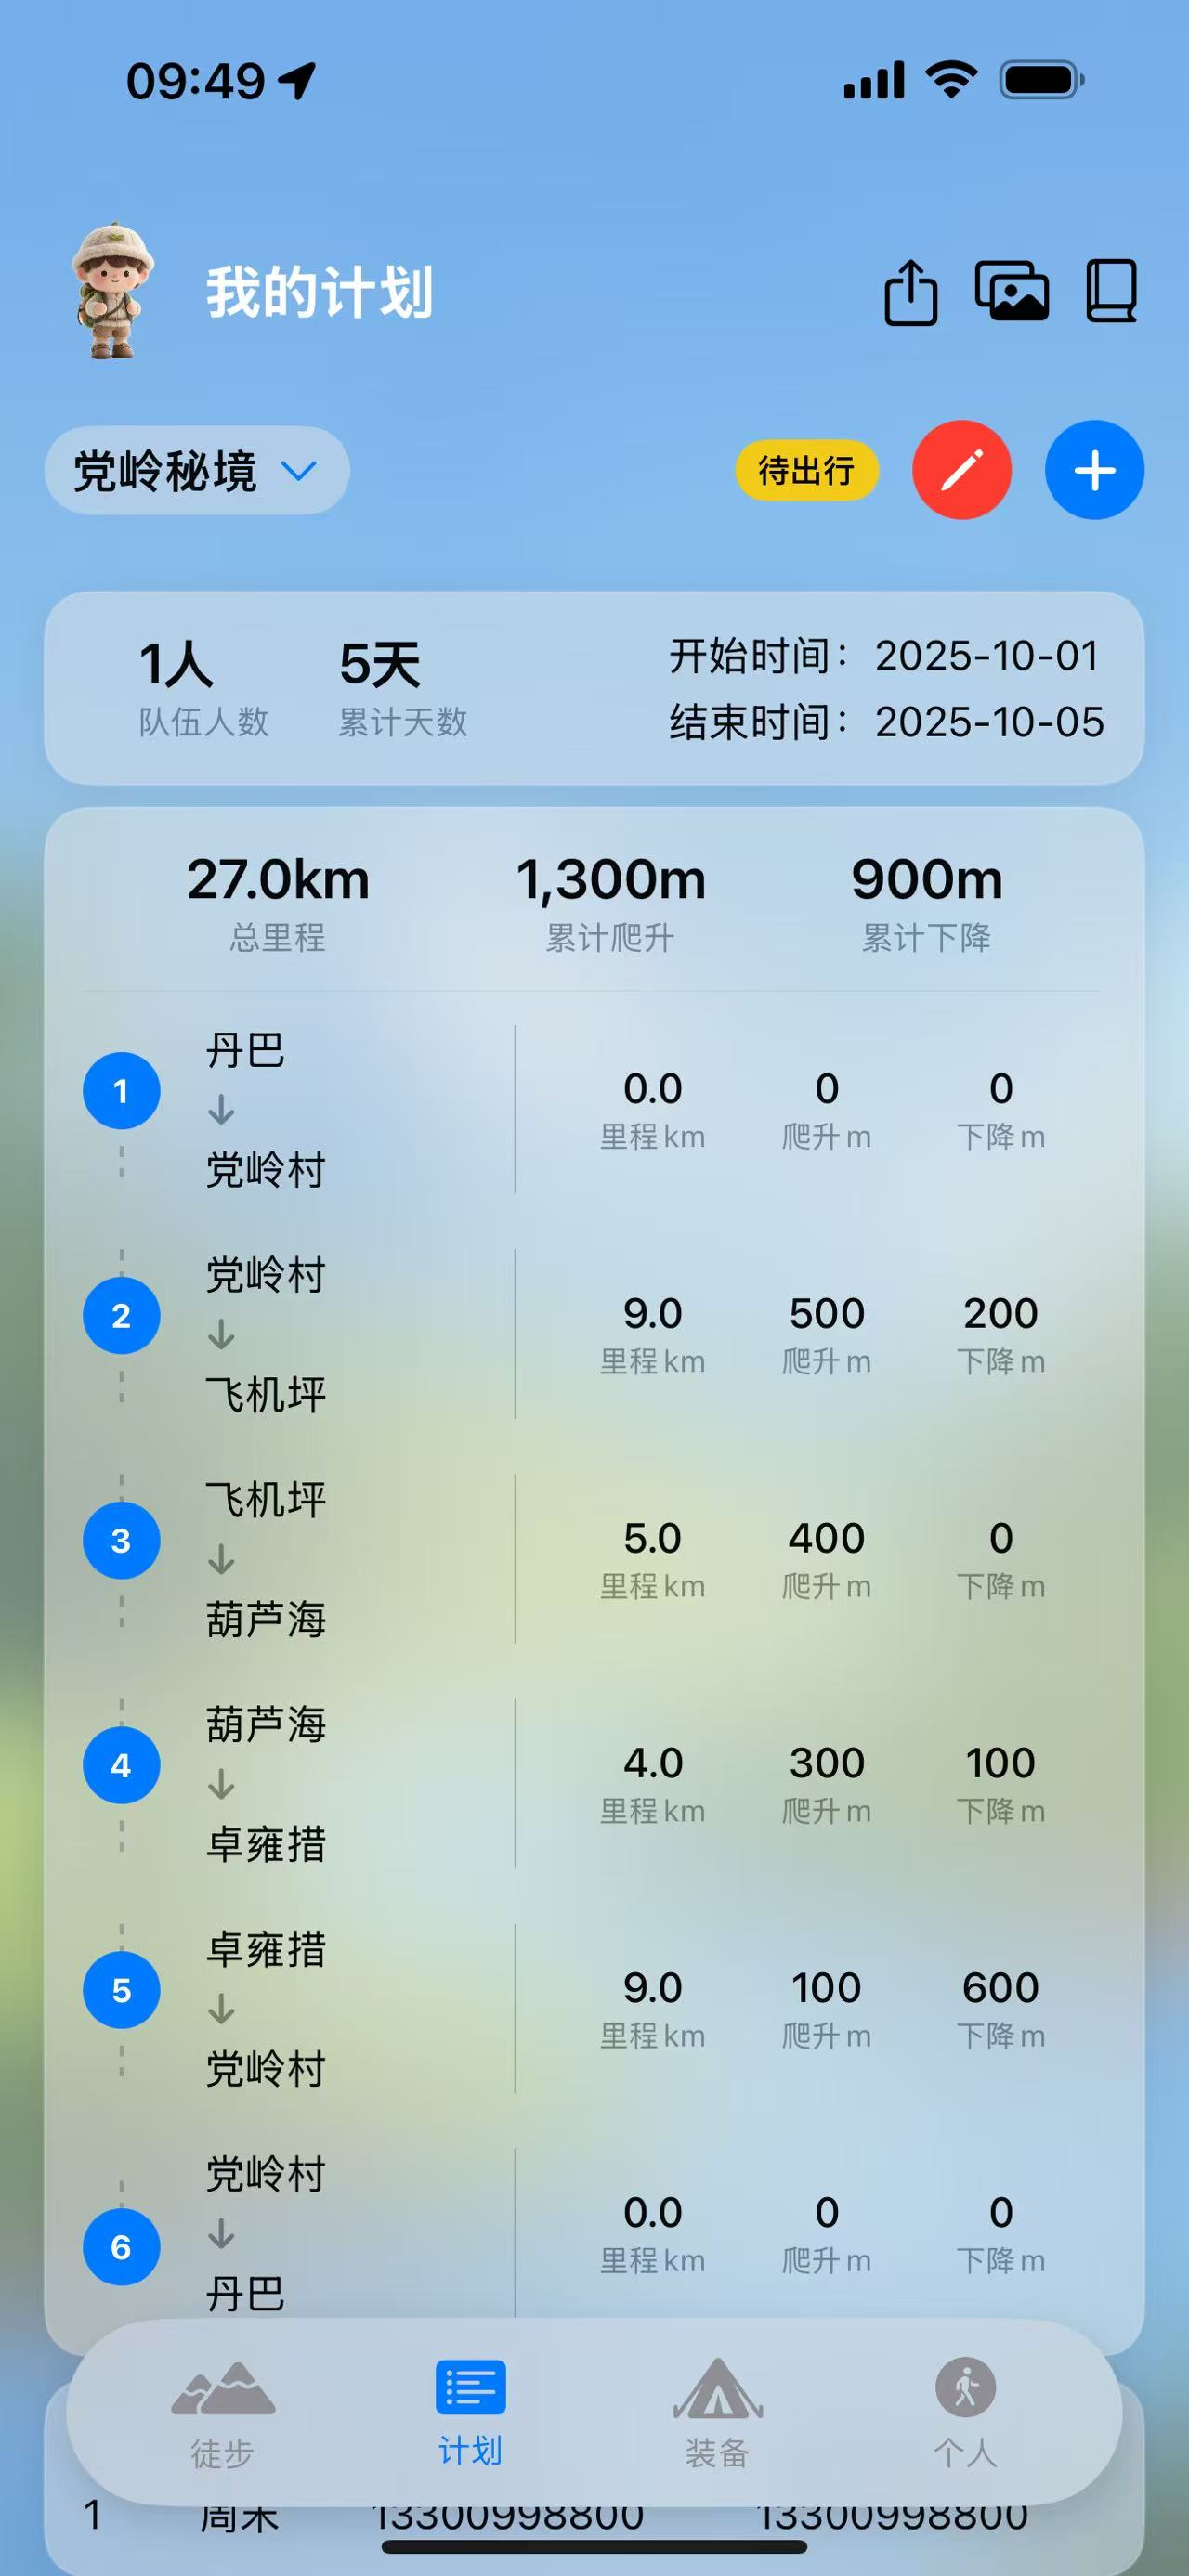 09:49
我的计划
党岭秘境
待出行
1人 5天 开始时间： 2025-10-01
队伍人数 累计天数 结束时间： 2025-10-05
27.0km 1,300m 900m
总里程 累计爬升 累计下降
丹巴
1 0.0 0 0
里程 km 爬升 m 下降 m
党岭村
党岭村
2 9.0 500 200
里程 km 爬升 m 下降 m
飞机坪
飞机坪
3 5.0 400 0
里程 km 爬升 m 下降 m
葫芦海
葫芦海
4 4.0 300 100
里程 km 爬升 m 下降 m
卓雍措
卓雍措
5 9.0 100 600
里程 km 爬升 m 下降 m
党岭村
党岭村
6 0.0 0 0
里程 km 爬升 m 下降 m
丹巴
徒步 计划 装备 个人
1 周末 13300998800 13300998800